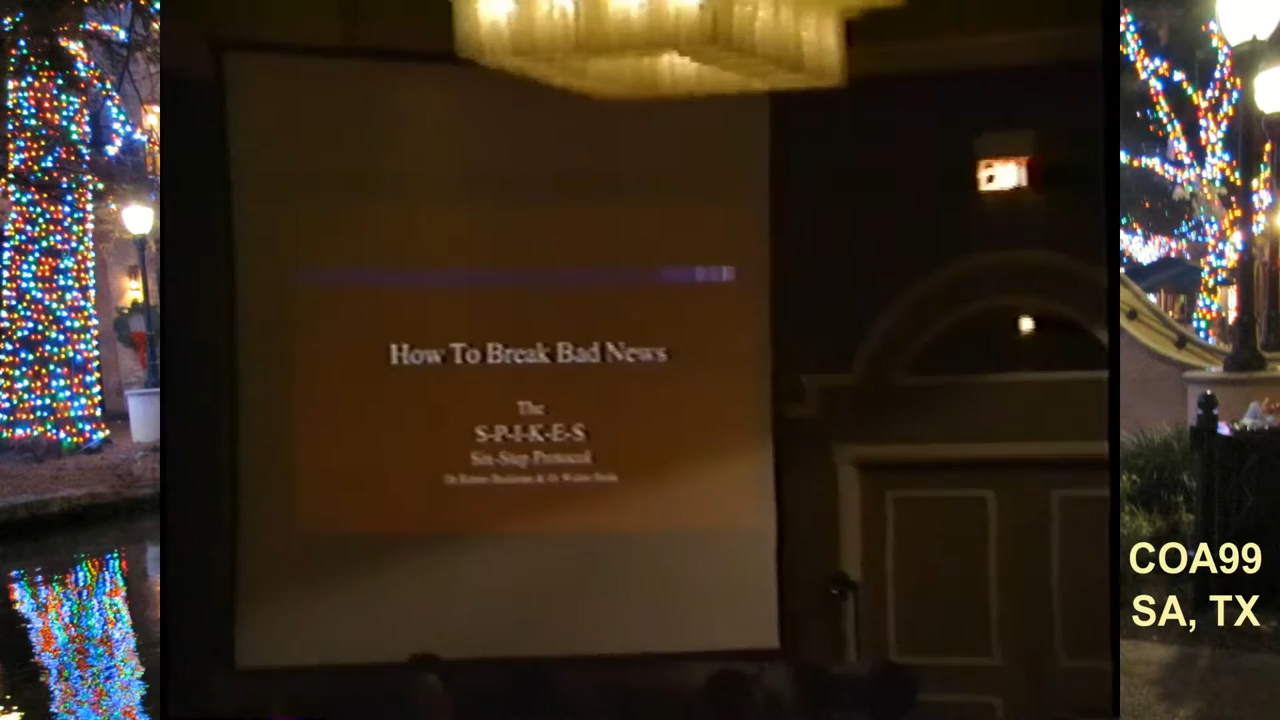 How To Break Bad News
The
S-P-I-K-E-S
Six-Step Protocol
COA99
SA, TX